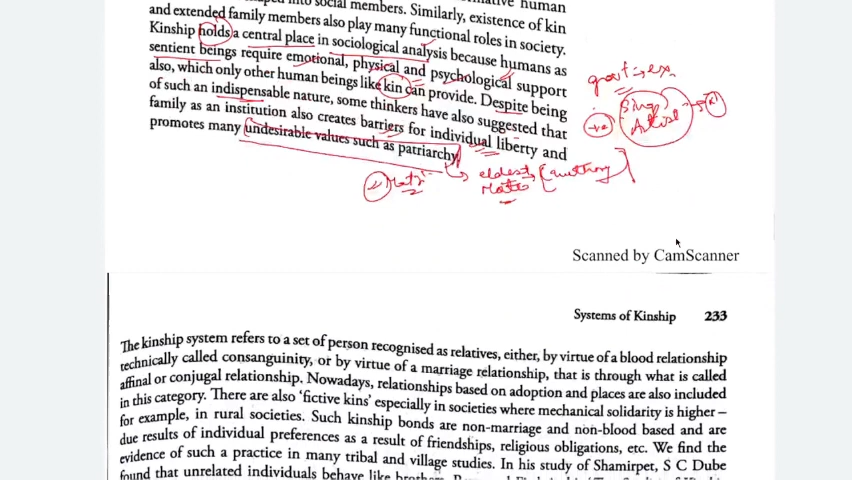 and extended family members also play many functional roles in society.
Kinship holds a central place in sociological analysis because humans as
sentient beings require emotional, physical and psychological support
also, which only other human beings like kin can provide. Despite being
of such an indispensable nature, some thinkers have also suggested that
family as an institution also creates barriers for individual liberty and
promotes many undesirable values such as patriarchy.
eldest
Scanned by CamScanner
Systems of Kinship 233
The kinship system refers to a set of person recognised as relatives, either, by virtue of a blood relationship
technically called consanguinity, or by virtue of a marriage relationship, that is through what is called
affinal or conjugal relationship. Nowadays, relationships based on adoption and places are also included
in this category. There are also 'fictive kins' especially in societies where mechanical solidarity is higher –
for example, in rural societies. Such kinship bonds are non-marriage and non-blood based and are
due results of individual preferences as a result of friendships, religious obligations, etc. We find the
evidence of such a practice in many tribal and village studies. In his study of Shamirpet, S C Dube
found that unrelated individuals behave like